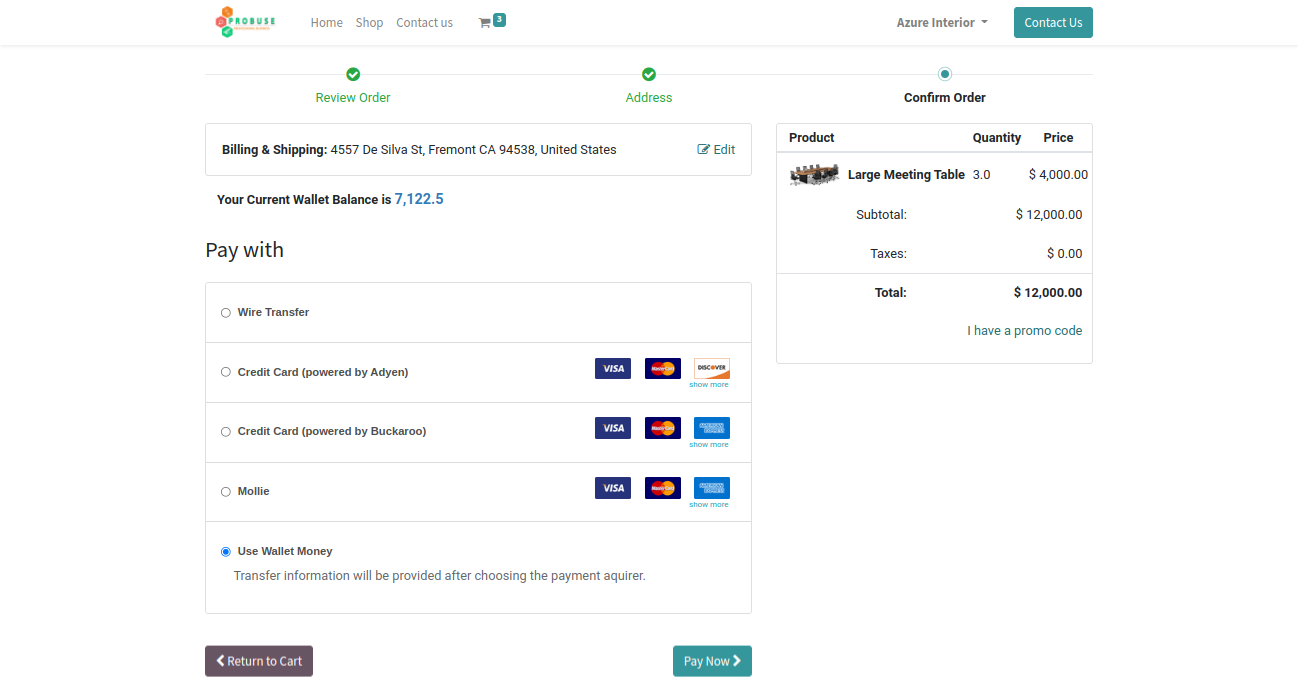 PROBUSE
Home Shop Contact us 3 Azure Interior Contact Us
Review Order Address Confirm Order
Billing & Shipping: 4557 De Silva St, Fremont CA 94538, United States Edit
Your Current Wallet Balance is 7,122.5
Pay with
Wire Transfer
Credit Card (powered by Adyen) VISA MasterCard DISCOVER
show more
Credit Card (powered by Buckaroo) VISA MasterCard AMERICAN EXPRESS
show more
Mollie VISA MasterCard AMERICAN EXPRESS
show more
Use Wallet Money
Transfer information will be provided after choosing the payment aquirer.
Return to Cart Pay Now
Product Quantity Price
Large Meeting Table 3.0 $ 4,000.00
Subtotal: $ 12,000.00
Taxes: $ 0.00
Total: $ 12,000.00
I have a promo code